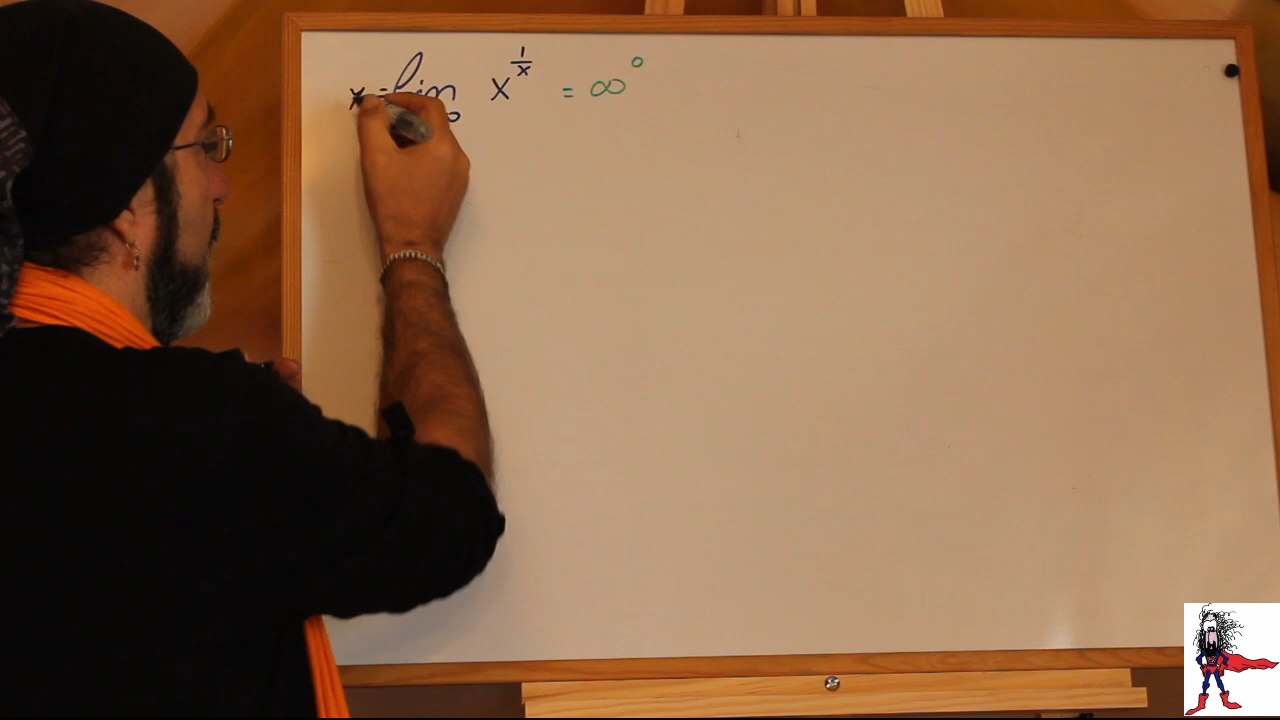 y = lim x^(1/x) = ∞^0